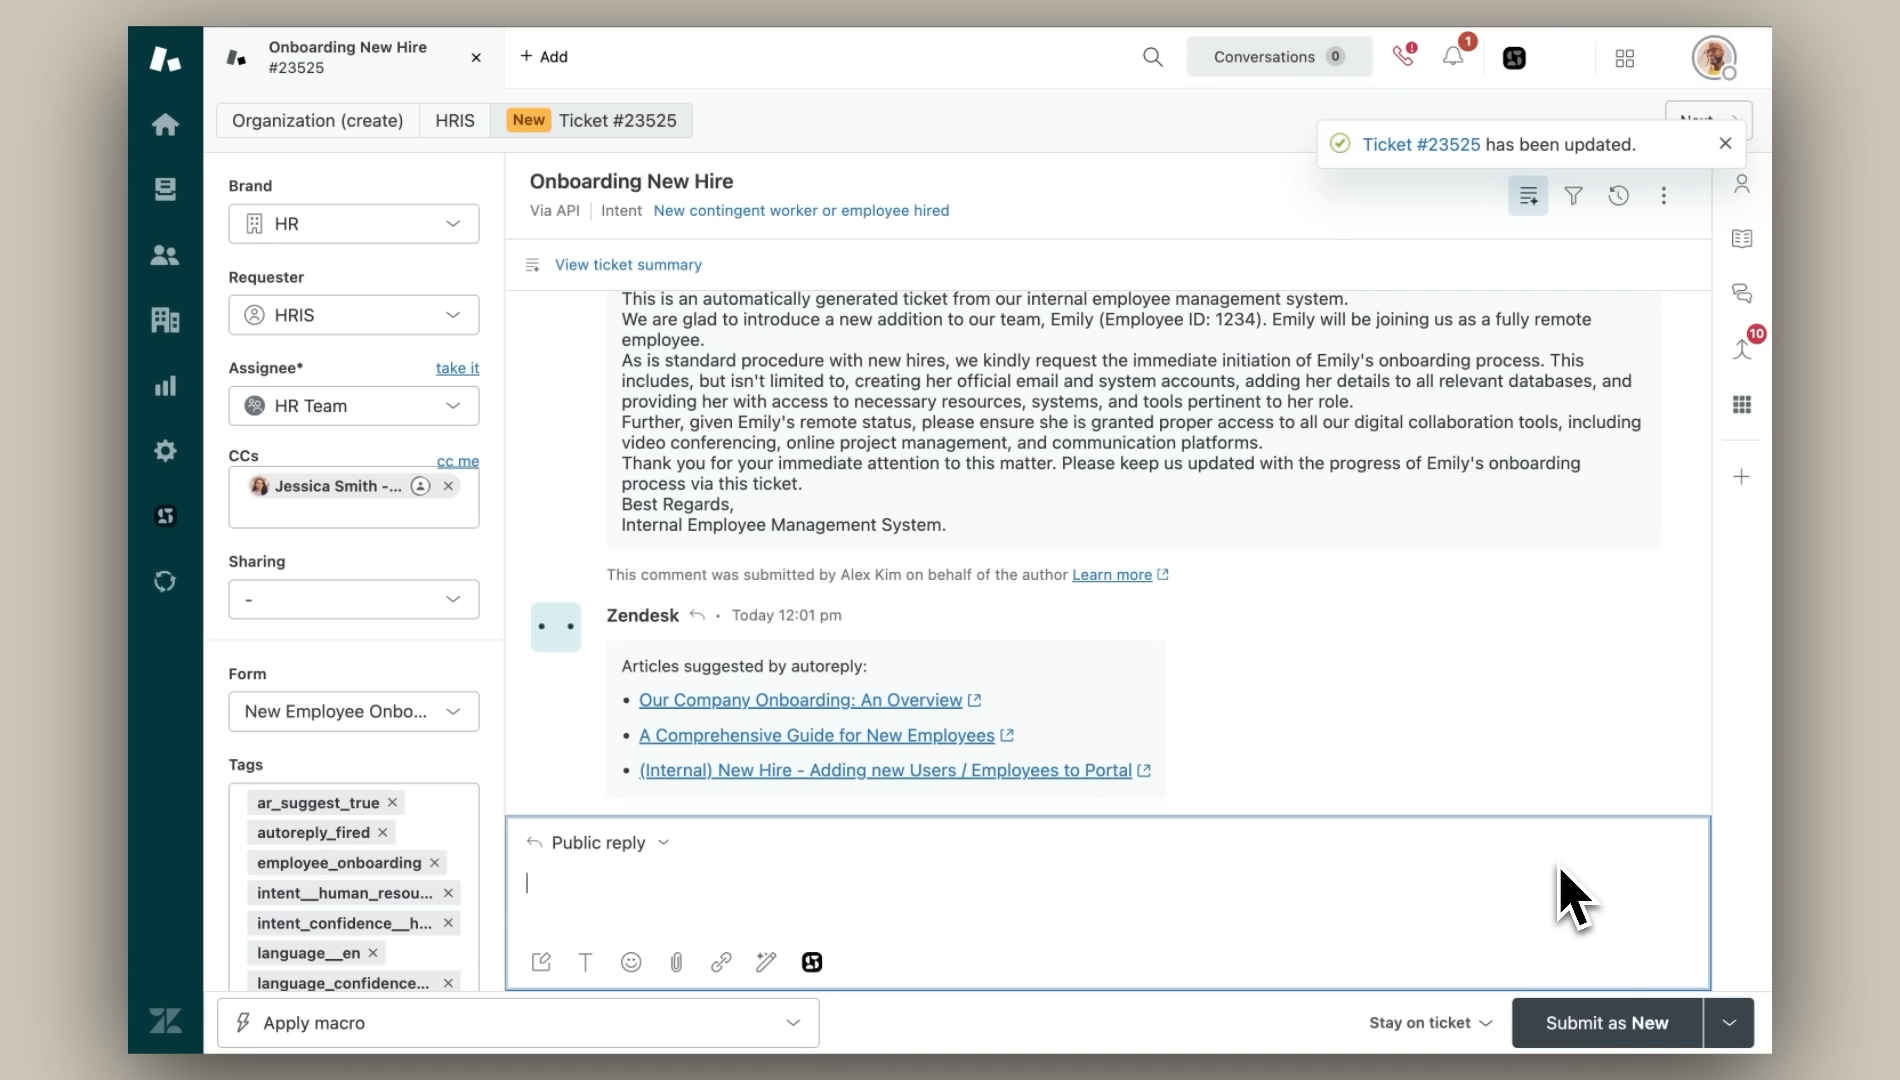 Onboarding New Hire
#23525
+ Add
Conversations 0
1
Organization (create)
HRIS
New Ticket #23525
Ticket #23525 has been updated.
Brand
HR
Requester
HRIS
Assignee*
take it
HR Team
CCs
cc me
Jessica Smith -...
Sharing
-
Form
New Employee Onbo...
Tags
ar_suggest_true
autoreply_fired
employee_onboarding
intent__human_resou...
intent_confidence__h...
language__en
language_confidence...
Onboarding New Hire
Via API
Intent
New contingent worker or employee hired
View ticket summary
This is an automatically generated ticket from our internal employee management system.
We are glad to introduce a new addition to our team, Emily (Employee ID: 1234). Emily will be joining us as a fully remote
employee.
As is standard procedure with new hires, we kindly request the immediate initiation of Emily's onboarding process. This
includes, but isn't limited to, creating her official email and system accounts, adding her details to all relevant databases, and
providing her with access to necessary resources, systems, and tools pertinent to her role.
Further, given Emily's remote status, please ensure she is granted proper access to all our digital collaboration tools, including
video conferencing, online project management, and communication platforms.
Thank you for your immediate attention to this matter. Please keep us updated with the progress of Emily's onboarding
process via this ticket.
Best Regards,
Internal Employee Management System.
This comment was submitted by Alex Kim on behalf of the author Learn more
Zendesk
· Today 12:01 pm
Articles suggested by autoreply:
• Our Company Onboarding: An Overview
• A Comprehensive Guide for New Employees
• (Internal) New Hire - Adding new Users / Employees to Portal
10
Public reply
Apply macro
Stay on ticket
Submit as New